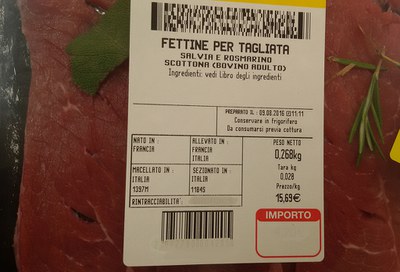 FETTINE PER TAGLIATA
SALVIA E ROSMARINO
SCOTTONA (BOVINO ADULTO)
Ingredienti: vedi Libro degli ingredienti
PREPARATO IL : 09.08.2016 @11:11
Conservare in frigorifero
Da consumarsi previa cottura
NATO IN :
FRANCIA
ALLEVATO IN :
FRANCIA
ITALIA
PESO NETTO
0,268kg
Tara kg
0,028
MACELLATO IN :
ITALIA
1397M
SEZIONATO IN :
ITALIA
1184S
Prezzo/kg
15,69€
RINTRACCIABILITA' :
IMPORTO